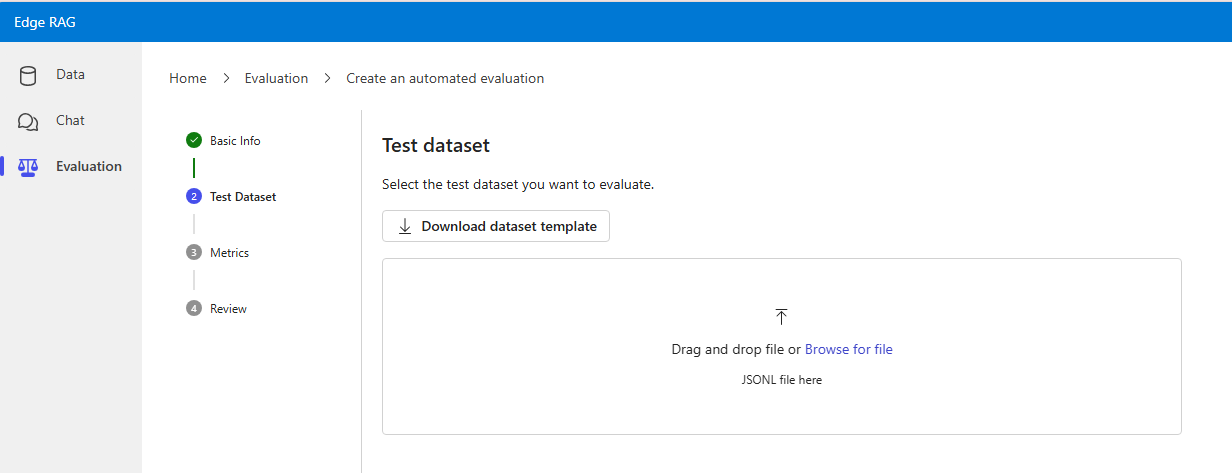 Edge RAG
Data
Chat
Evaluation
Home > Evaluation > Create an automated evaluation
Basic Info
2 Test Dataset
3 Metrics
4 Review
Test dataset
Select the test dataset you want to evaluate.
Download dataset template
Drag and drop file or Browse for file
JSONL file here